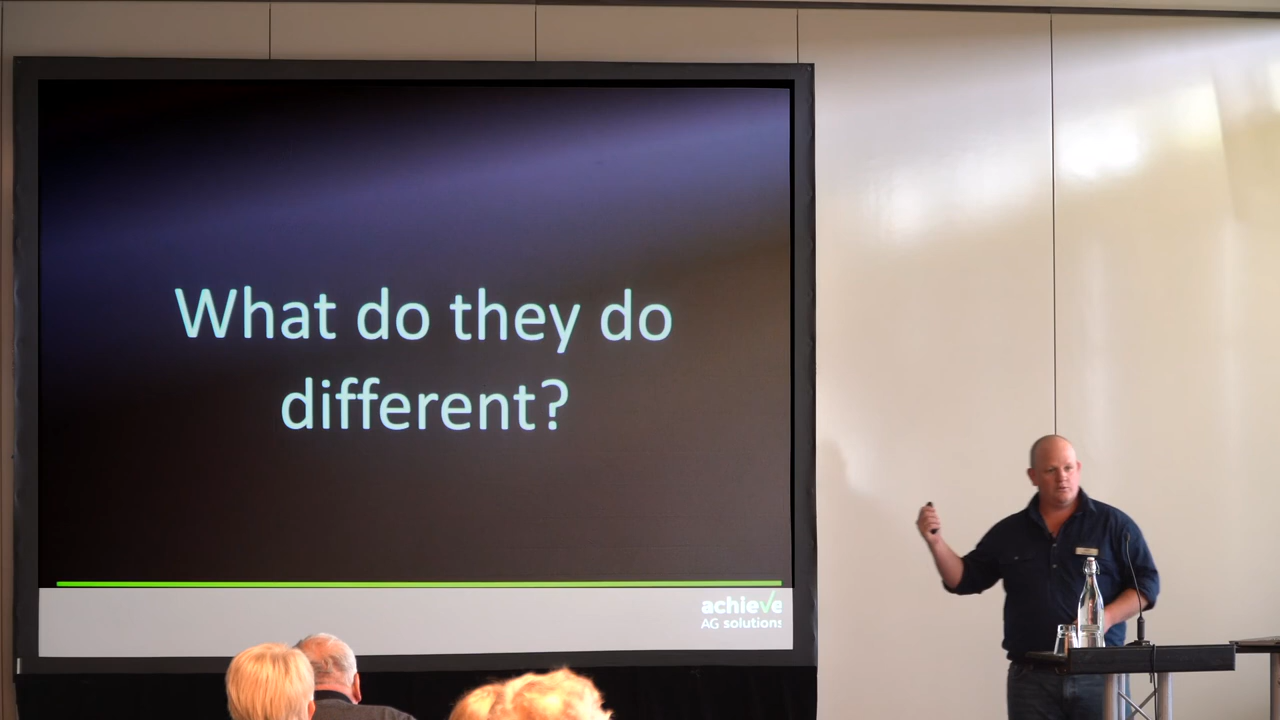 What do they do
different?
achieve
AG solutions